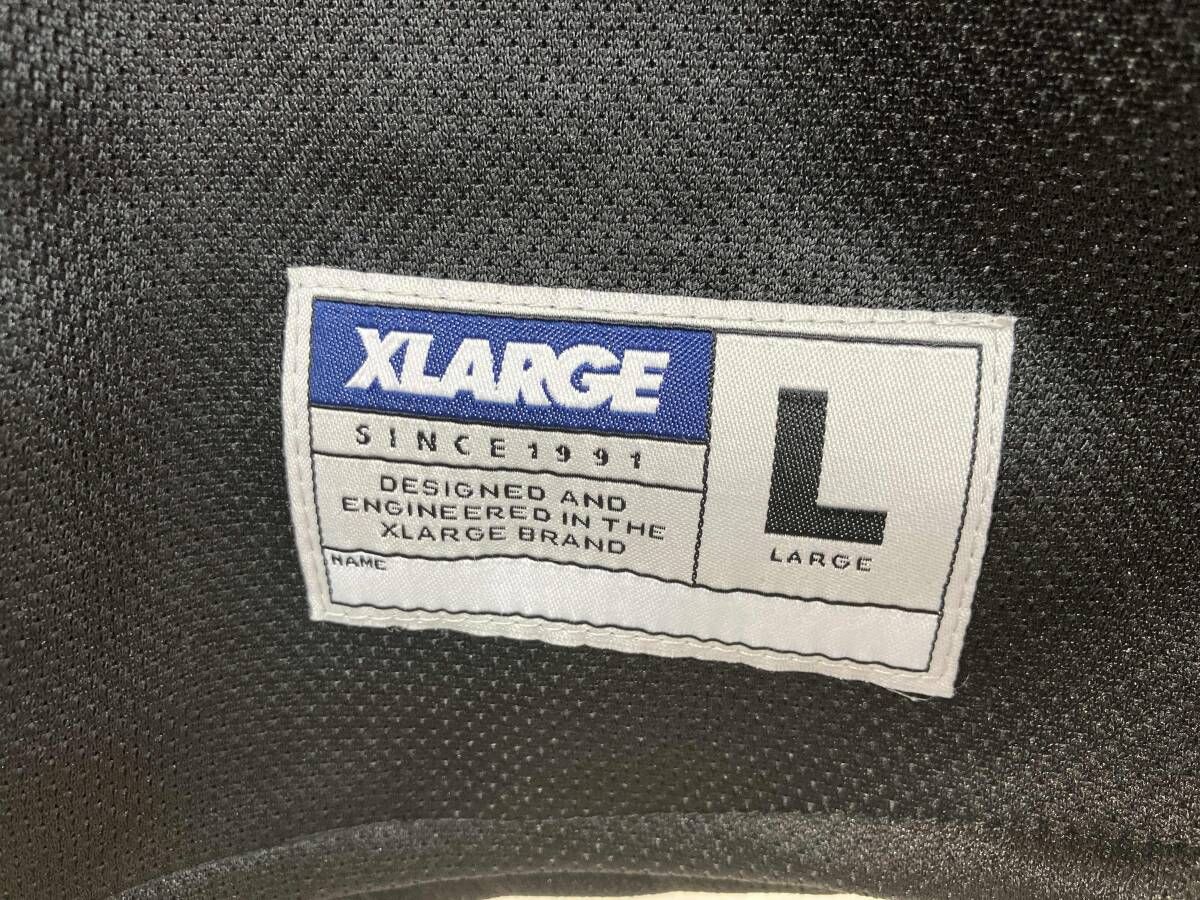 XLARGE
SINCE 1991
DESIGNED AND
ENGINEERED IN THE
XLARGE BRAND
NAME
L
LARGE